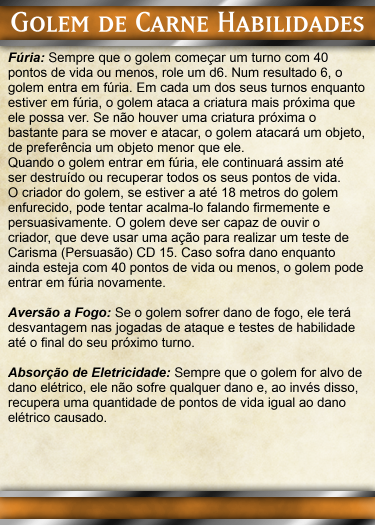 Golem de Carne Habilidades
Fúria: Sempre que o golem começar um turno com 40
pontos de vida ou menos, role um d6. Num resultado 6, o
golem entra em fúria. Em cada um dos seus turnos enquanto
estiver em fúria, o golem ataca a criatura mais próxima que
ele possa ver. Se não houver uma criatura próxima o
bastante para se mover e atacar, o golem atacará um objeto,
de preferência um objeto menor que ele.
Quando o golem entrar em fúria, ele continuará assim até
ser destruído ou recuperar todos os seus pontos de vida.
O criador do golem, se estiver a até 18 metros do golem
enfurecido, pode tentar acalma-lo falando firmemente e
persuasivamente. O golem deve ser capaz de ouvir o
criador, que deve usar uma ação para realizar um teste de
Carisma (Persuasão) CD 15. Caso sofra dano enquanto
ainda esteja com 40 pontos de vida ou menos, o golem pode
entrar em fúria novamente.
Aversão a Fogo: Se o golem sofrer dano de fogo, ele terá
desvantagem nas jogadas de ataque e testes de habilidade
até o final do seu próximo turno.
Absorção de Eletricidade: Sempre que o golem for alvo de
dano elétrico, ele não sofre qualquer dano e, ao invés disso,
recupera uma quantidade de pontos de vida igual ao dano
elétrico causado.